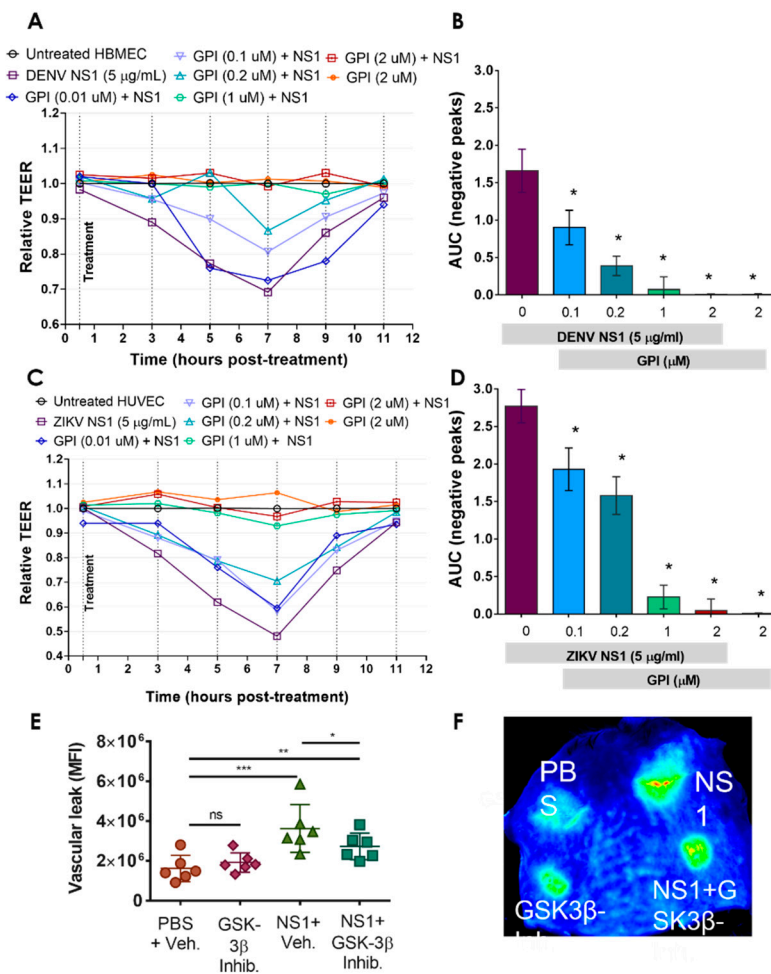 A
Untreated HBMEC
DENV NS1 (5 μg/mL)
GPI (0.01 uM) + NS1
GPI (0.1 uM) + NS1
GPI (0.2 uM) + NS1
GPI (1 uM) + NS1
GPI (2 uM) + NS1
GPI (2 uM)
1.2
1.1
1.0
0.9
0.8
0.7
0.6
Relative TEER
Treatment
0 1 2 3 4 5 6 7 8 9 10 11 12
Time (hours post-treatment)
B
3.0
2.5
2.0
1.5
1.0
0.5
0.0
AUC (negative peaks)
* * * * *
0 0.1 0.2 1 2 2
DENV NS1 (5 μg/ml)
GPI (μM)
C
Untreated HUVEC
ZIKV NS1 (5 μg/mL)
GPI (0.01 uM) + NS1
GPI (0.1 uM) + NS1
GPI (0.2 uM) + NS1
GPI (1 uM) + NS1
GPI (2 uM) + NS1
GPI (2 uM)
1.2
1.1
1.0
0.9
0.8
0.7
0.6
0.5
0.4
Relative TEER
Treatment
0 1 2 3 4 5 6 7 8 9 10 11 12
Time (hours post-treatment)
D
3.0
2.5
2.0
1.5
1.0
0.5
0.0
AUC (negative peaks)
* * * * *
0 0.1 0.2 1 2 2
ZIKV NS1 (5 μg/ml)
GPI (μM)
E
8×10⁶
6×10⁶
4×10⁶
2×10⁶
0
Vascular leak (MFI)
*
**
***
ns
PBS
+ Veh.
GSK-
3β
Inhib.
NS1+
Veh.
NS1+
GSK-3β
Inhib.
F
PB
S
NS
1
GSK3β-
NS1+G
SK3β-